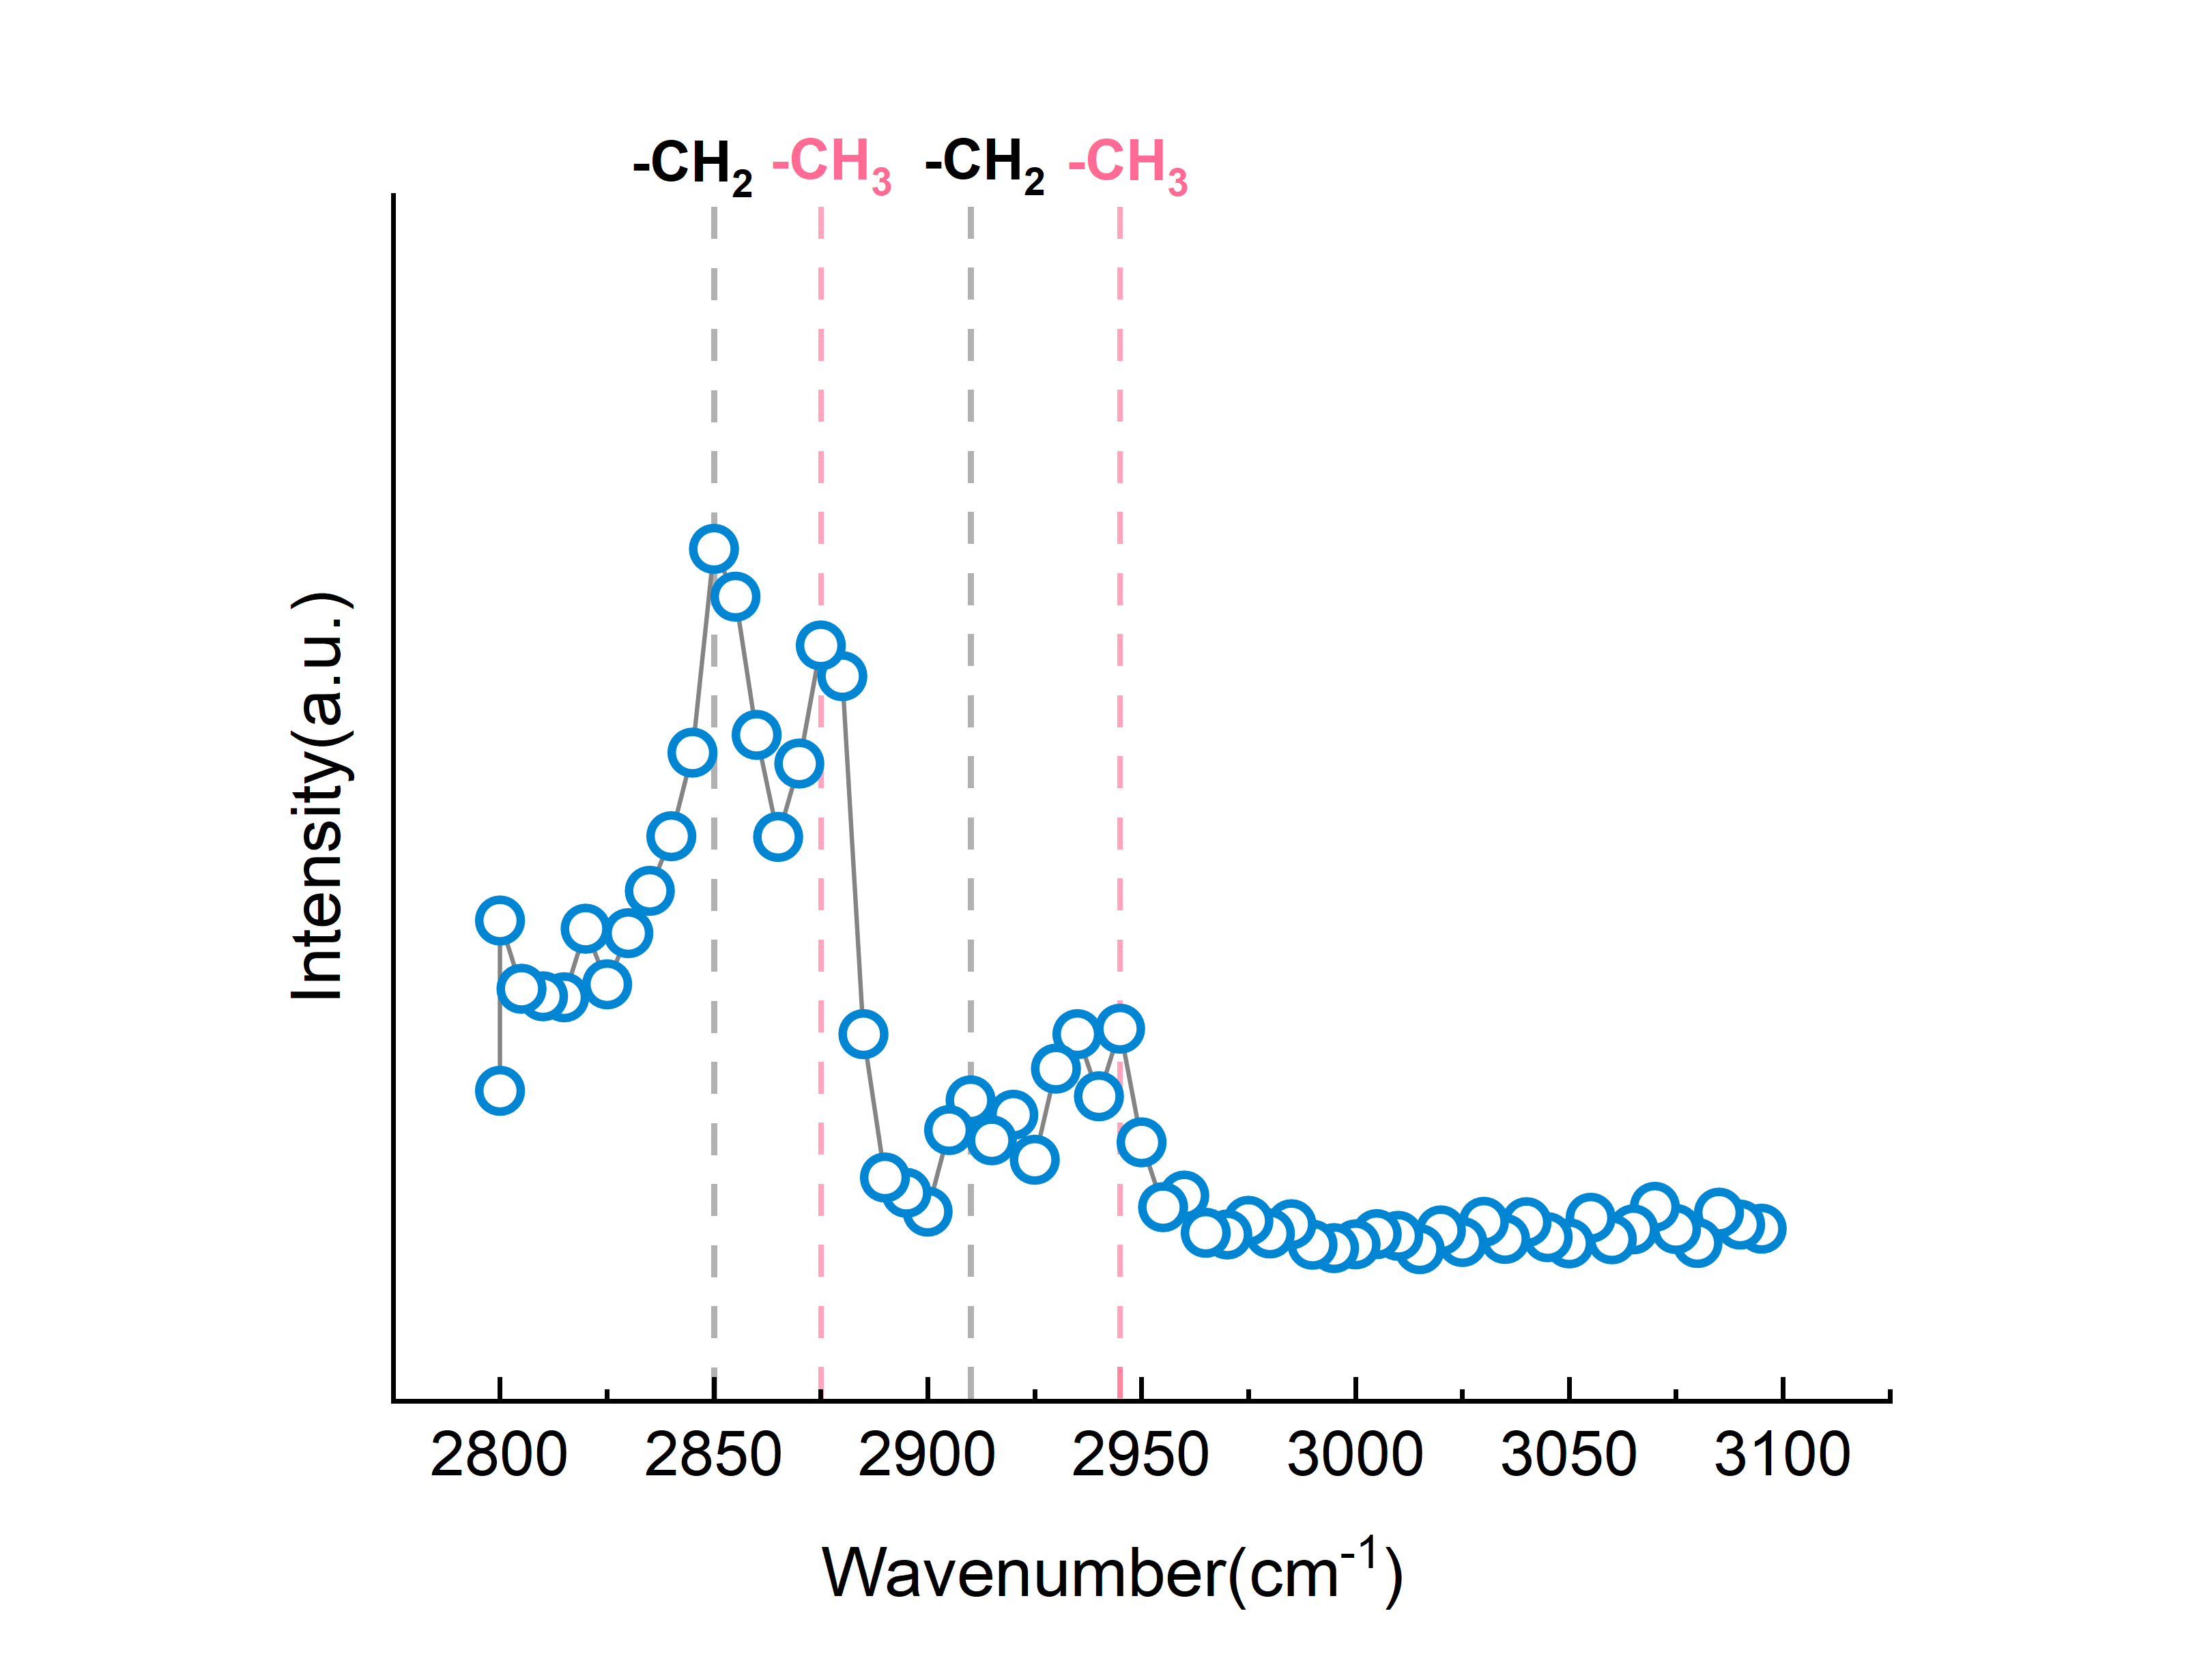 -CH₂ -CH₃ -CH₂ -CH₃
Intensity(a.u.)
2800 2850 2900 2950 3000 3050 3100
Wavenumber(cm⁻¹)